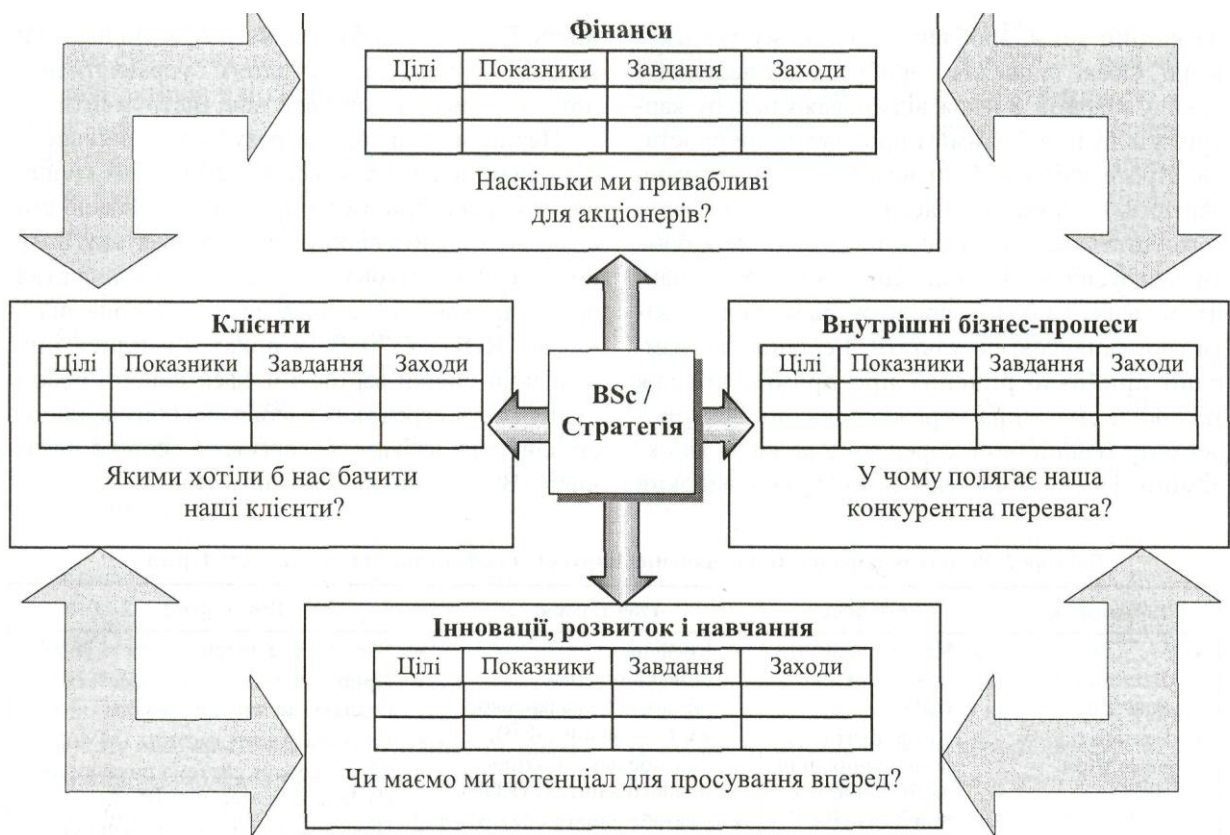 Фінанси
Цілі Показники Завдання Заходи
Наскільки ми привабливі
для акціонерів?
Клієнти
Цілі Показники Завдання Заходи
Якими хотіли б нас бачити
наші клієнти?
BSc /
Стратегія
Внутрішні бізнес-процеси
Цілі Показники Завдання Заходи
У чому полягає наша
конкурентна перевага?
Інновації, розвиток і навчання
Цілі Показники Завдання Заходи
Чи маємо ми потенціал для просування вперед?